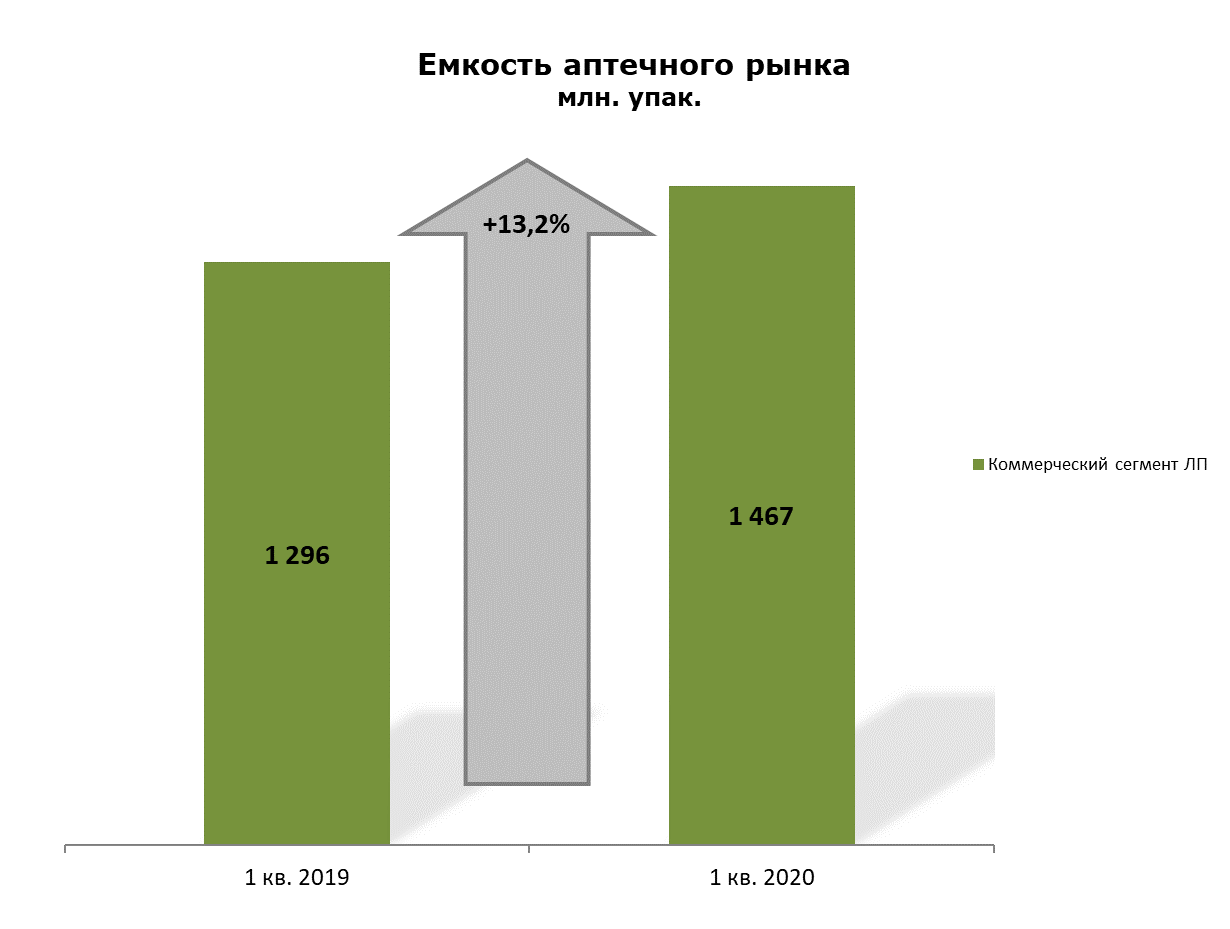 Емкость аптечного рынка
млн. упак.
+13,2%
1 296
1 467
Коммерческий сегмент ЛП
1 кв. 2019
1 кв. 2020